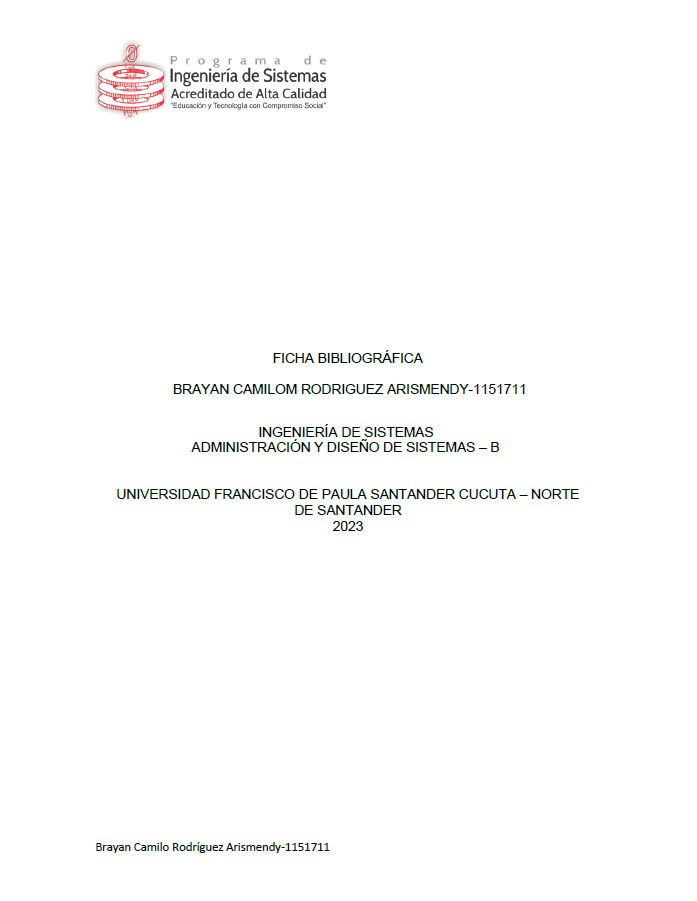 Programa de
Ingeniería de Sistemas
Acreditado de Alta Calidad
"Educación y Tecnología con Compromiso Social"
FICHA BIBLIOGRÁFICA
BRAYAN CAMILOM RODRIGUEZ ARISMENDY-1151711
INGENIERÍA DE SISTEMAS
ADMINISTRACIÓN Y DISEÑO DE SISTEMAS – B
UNIVERSIDAD FRANCISCO DE PAULA SANTANDER CUCUTA – NORTE
DE SANTANDER
2023
Brayan Camilo Rodríguez Arismendy-1151711